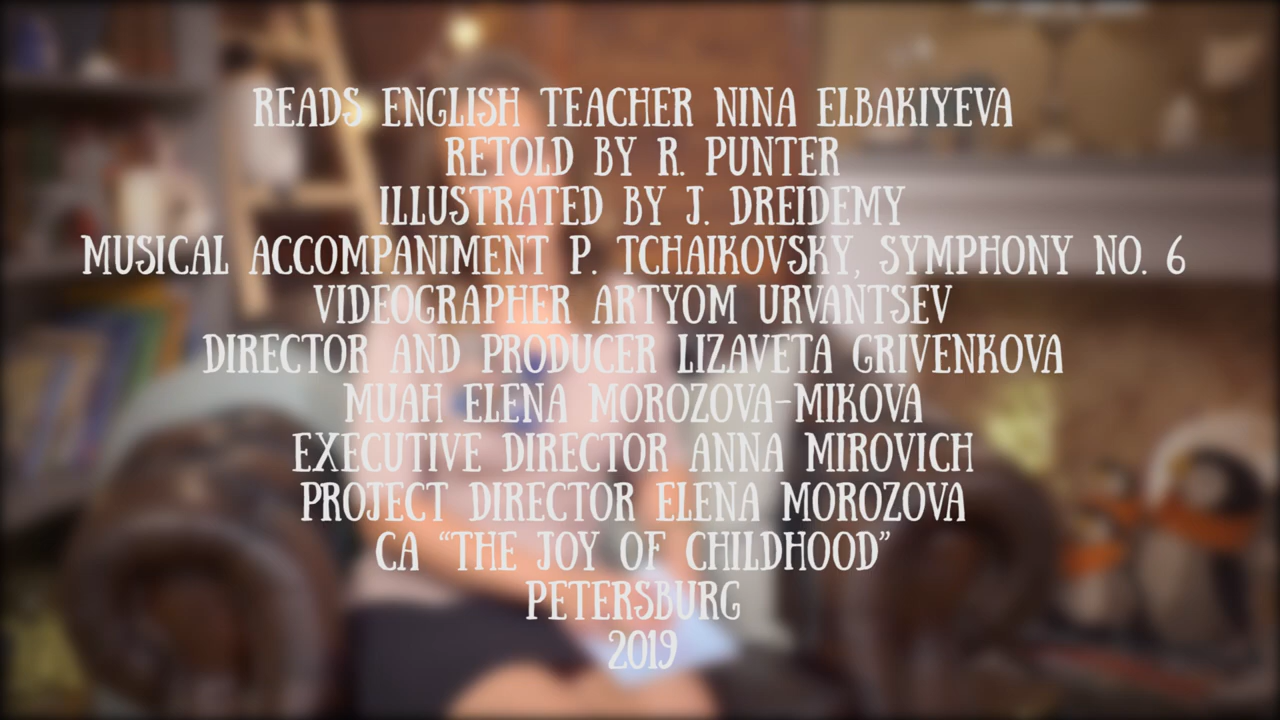 READS ENGLISH TEACHER NINA ELBAKIYEVA
RETOLD BY R. PUNTER
ILLUSTRATED BY J. DREIDEMY
MUSICAL ACCOMPANIMENT P. TCHAIKOVSKY, SYMPHONY NO. 6
VIDEOGRAPHER ARTYOM URVANTSEV
DIRECTOR AND PRODUCER LIZAVETA GRIVENKOVA
MUAH ELENA MOROZOVA-MIKOVA
EXECUTIVE DIRECTOR ANNA MIROVICH
PROJECT DIRECTOR ELENA MOROZOVA
CA “THE JOY OF CHILDHOOD”
PETERSBURG
2019